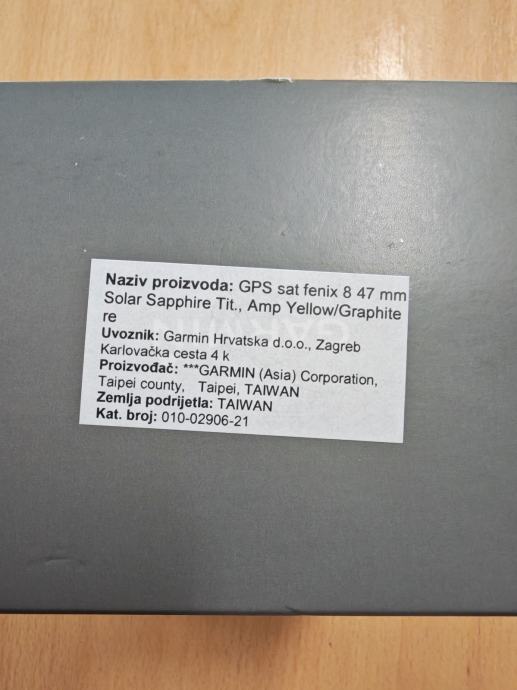 Naziv proizvoda: GPS sat fenix 8 47 mm
Solar Sapphire Tit., Amp Yellow/Graphite
re
Uvoznik: Garmin Hrvatska d.o.o., Zagreb
Karlovačka cesta 4 k
Proizvođač: ***GARMIN (Asia) Corporation,
Taipei county, Taipei, TAIWAN
Zemlja podrijetla: TAIWAN
Kat. broj: 010-02906-21